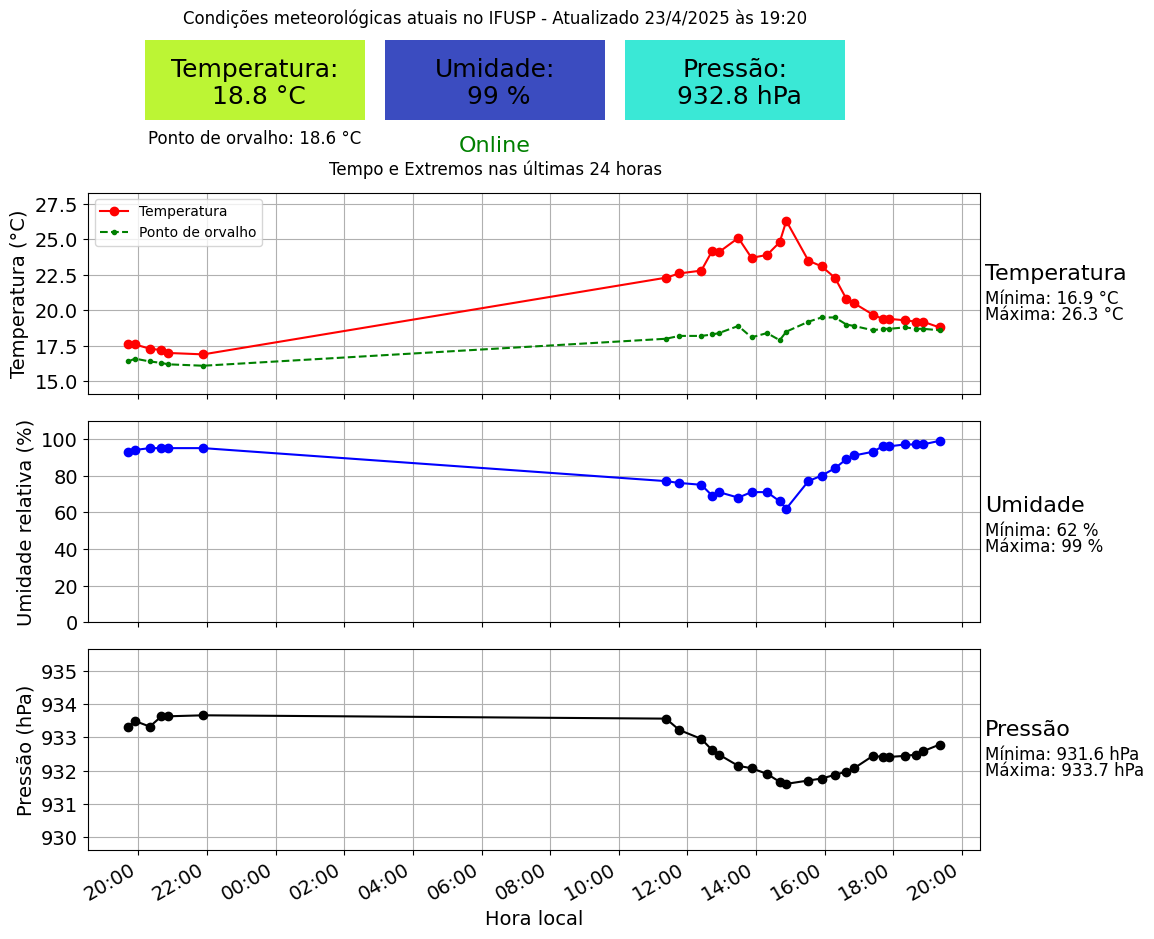 Condições meteorológicas atuais no IFUSP - Atualizado 23/4/2025 às 19:20
Temperatura:
18.8 °C
Umidade:
99 %
Pressão:
932.8 hPa
Ponto de orvalho: 18.6 °C
Online
Tempo e Extremos nas últimas 24 horas
Temperatura (°C)
27.5
25.0
22.5
20.0
17.5
15.0
Temperatura
Ponto de orvalho
Temperatura
Mínima: 16.9 °C
Máxima: 26.3 °C
Umidade relativa (%)
100
80
60
40
20
0
Umidade
Mínima: 62 %
Máxima: 99 %
Pressão (hPa)
935
934
933
932
931
930
Pressão
Mínima: 931.6 hPa
Máxima: 933.7 hPa
20:00 22:00 00:00 02:00 04:00 06:00 08:00 10:00 12:00 14:00 16:00 18:00 20:00
Hora local